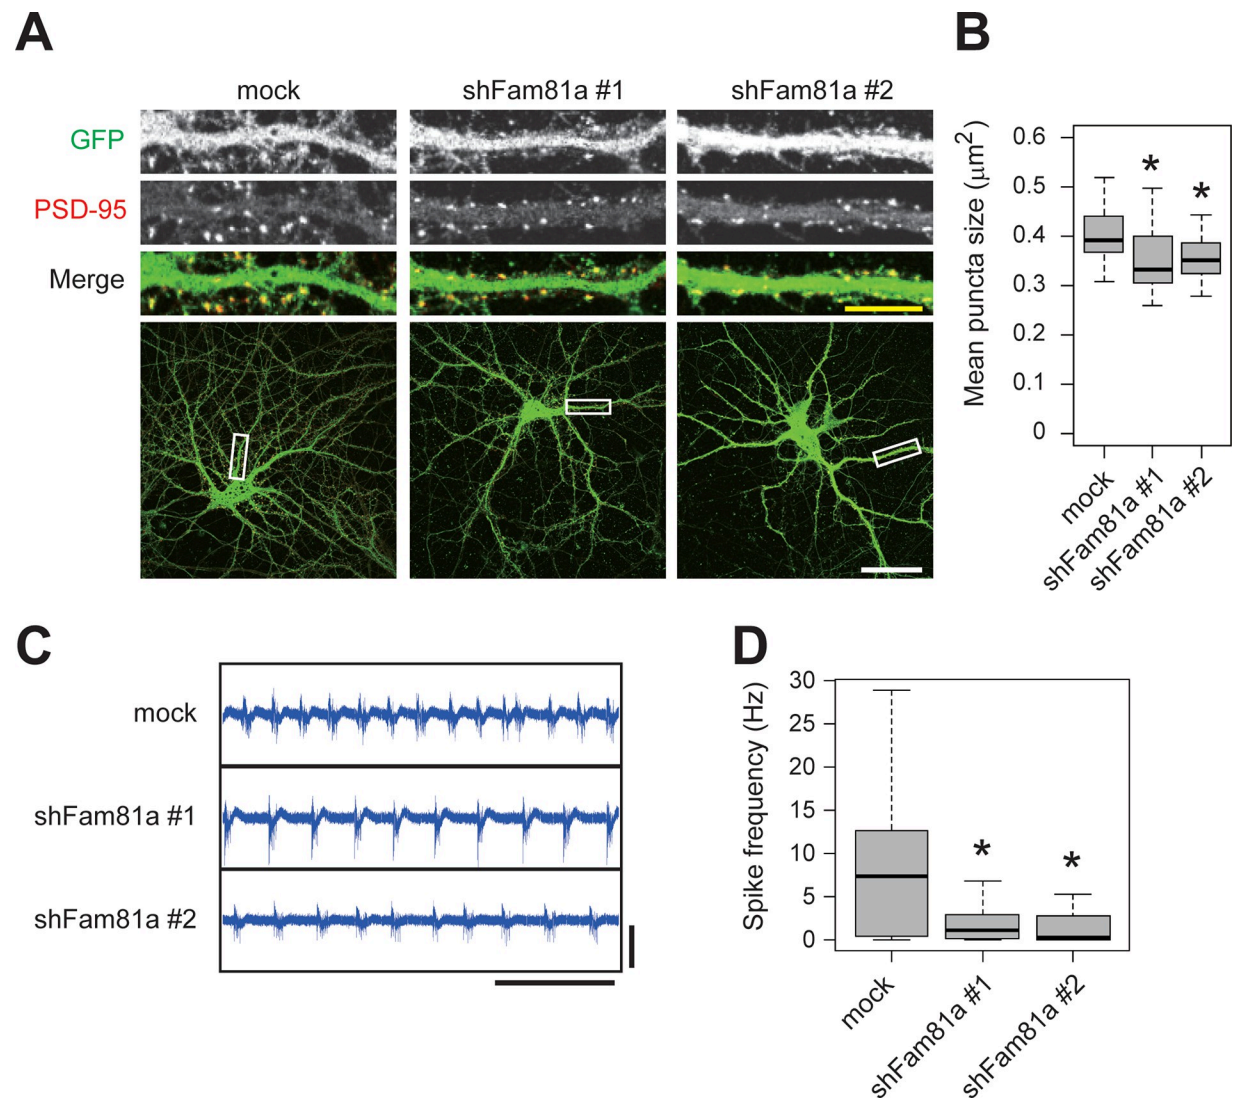 A
mock
shFam81a #1
shFam81a #2
GFP
PSD-95
Merge
B
Mean puncta size (μm²)
0.6
0.5
0.4
0.3
0.2
0.1
0
*
*
mock
shFam81a #1
shFam81a #2
C
mock
shFam81a #1
shFam81a #2
D
Spike frequency (Hz)
30
25
20
15
10
5
0
*
*
mock
shFam81a #1
shFam81a #2